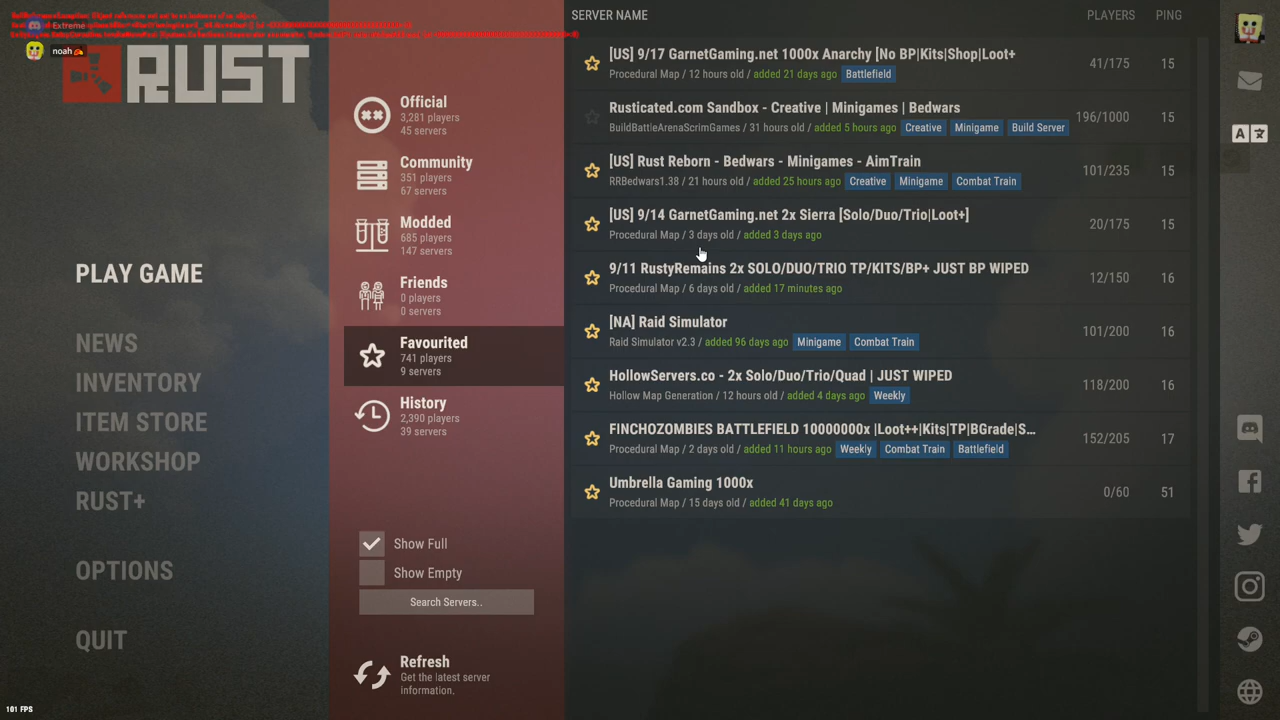 Extreme
noah
RUST
PLAY GAME
NEWS
INVENTORY
ITEM STORE
WORKSHOP
RUST+
OPTIONS
QUIT
101 FPS
Official
3,281 players
45 servers
Community
351 players
67 servers
Modded
685 players
147 servers
Friends
0 players
0 servers
Favourited
741 players
9 servers
History
2,390 players
39 servers
Show Full
Show Empty
Search Servers..
Refresh
Get the latest server
information.
SERVER NAME PLAYERS PING
[US] 9/17 GarnetGaming.net 1000x Anarchy [No BP|Kits|Shop|Loot+ 41/175 15
Procedural Map / 12 hours old / added 21 days ago Battlefield
Rusticated.com Sandbox - Creative | Minigames | Bedwars 196/1000 15
BuildBattleArenaScrimGames / 31 hours old / added 5 hours ago Creative Minigame Build Server
[US] Rust Reborn - Bedwars - Minigames - AimTrain 101/235 15
RRBedwars1.38 / 21 hours old / added 25 hours ago Creative Minigame Combat Train
[US] 9/14 GarnetGaming.net 2x Sierra [Solo/Duo/Trio|Loot+] 20/175 15
Procedural Map / 3 days old / added 3 days ago
9/11 RustyRemains 2x SOLO/DUO/TRIO TP/KITS/BP+ JUST BP WIPED 12/150 16
Procedural Map / 6 days old / added 17 minutes ago
[NA] Raid Simulator 101/200 16
Raid Simulator v2.3 / added 96 days ago Minigame Combat Train
HollowServers.co - 2x Solo/Duo/Trio/Quad | JUST WIPED 118/200 16
Hollow Map Generation / 12 hours old / added 4 days ago Weekly
FINCHOZOMBIES BATTLEFIELD 10000000x |Loot++|Kits|TP|BGrade|S... 152/205 17
Procedural Map / 2 days old / added 11 hours ago Weekly Combat Train Battlefield
Umbrella Gaming 1000x 0/60 51
Procedural Map / 15 days old / added 41 days ago